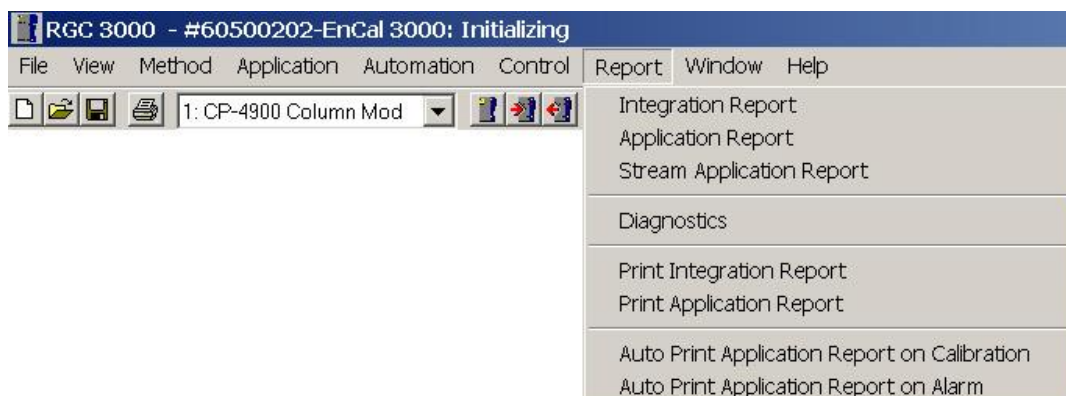 RGC 3000 - #60500202-EnCal 3000: Initializing
File View Method Application Automation Control Report Window Help
1: CP-4900 Column Mod
Integration Report
Application Report
Stream Application Report
Diagnostics
Print Integration Report
Print Application Report
Auto Print Application Report on Calibration
Auto Print Application Report on Alarm